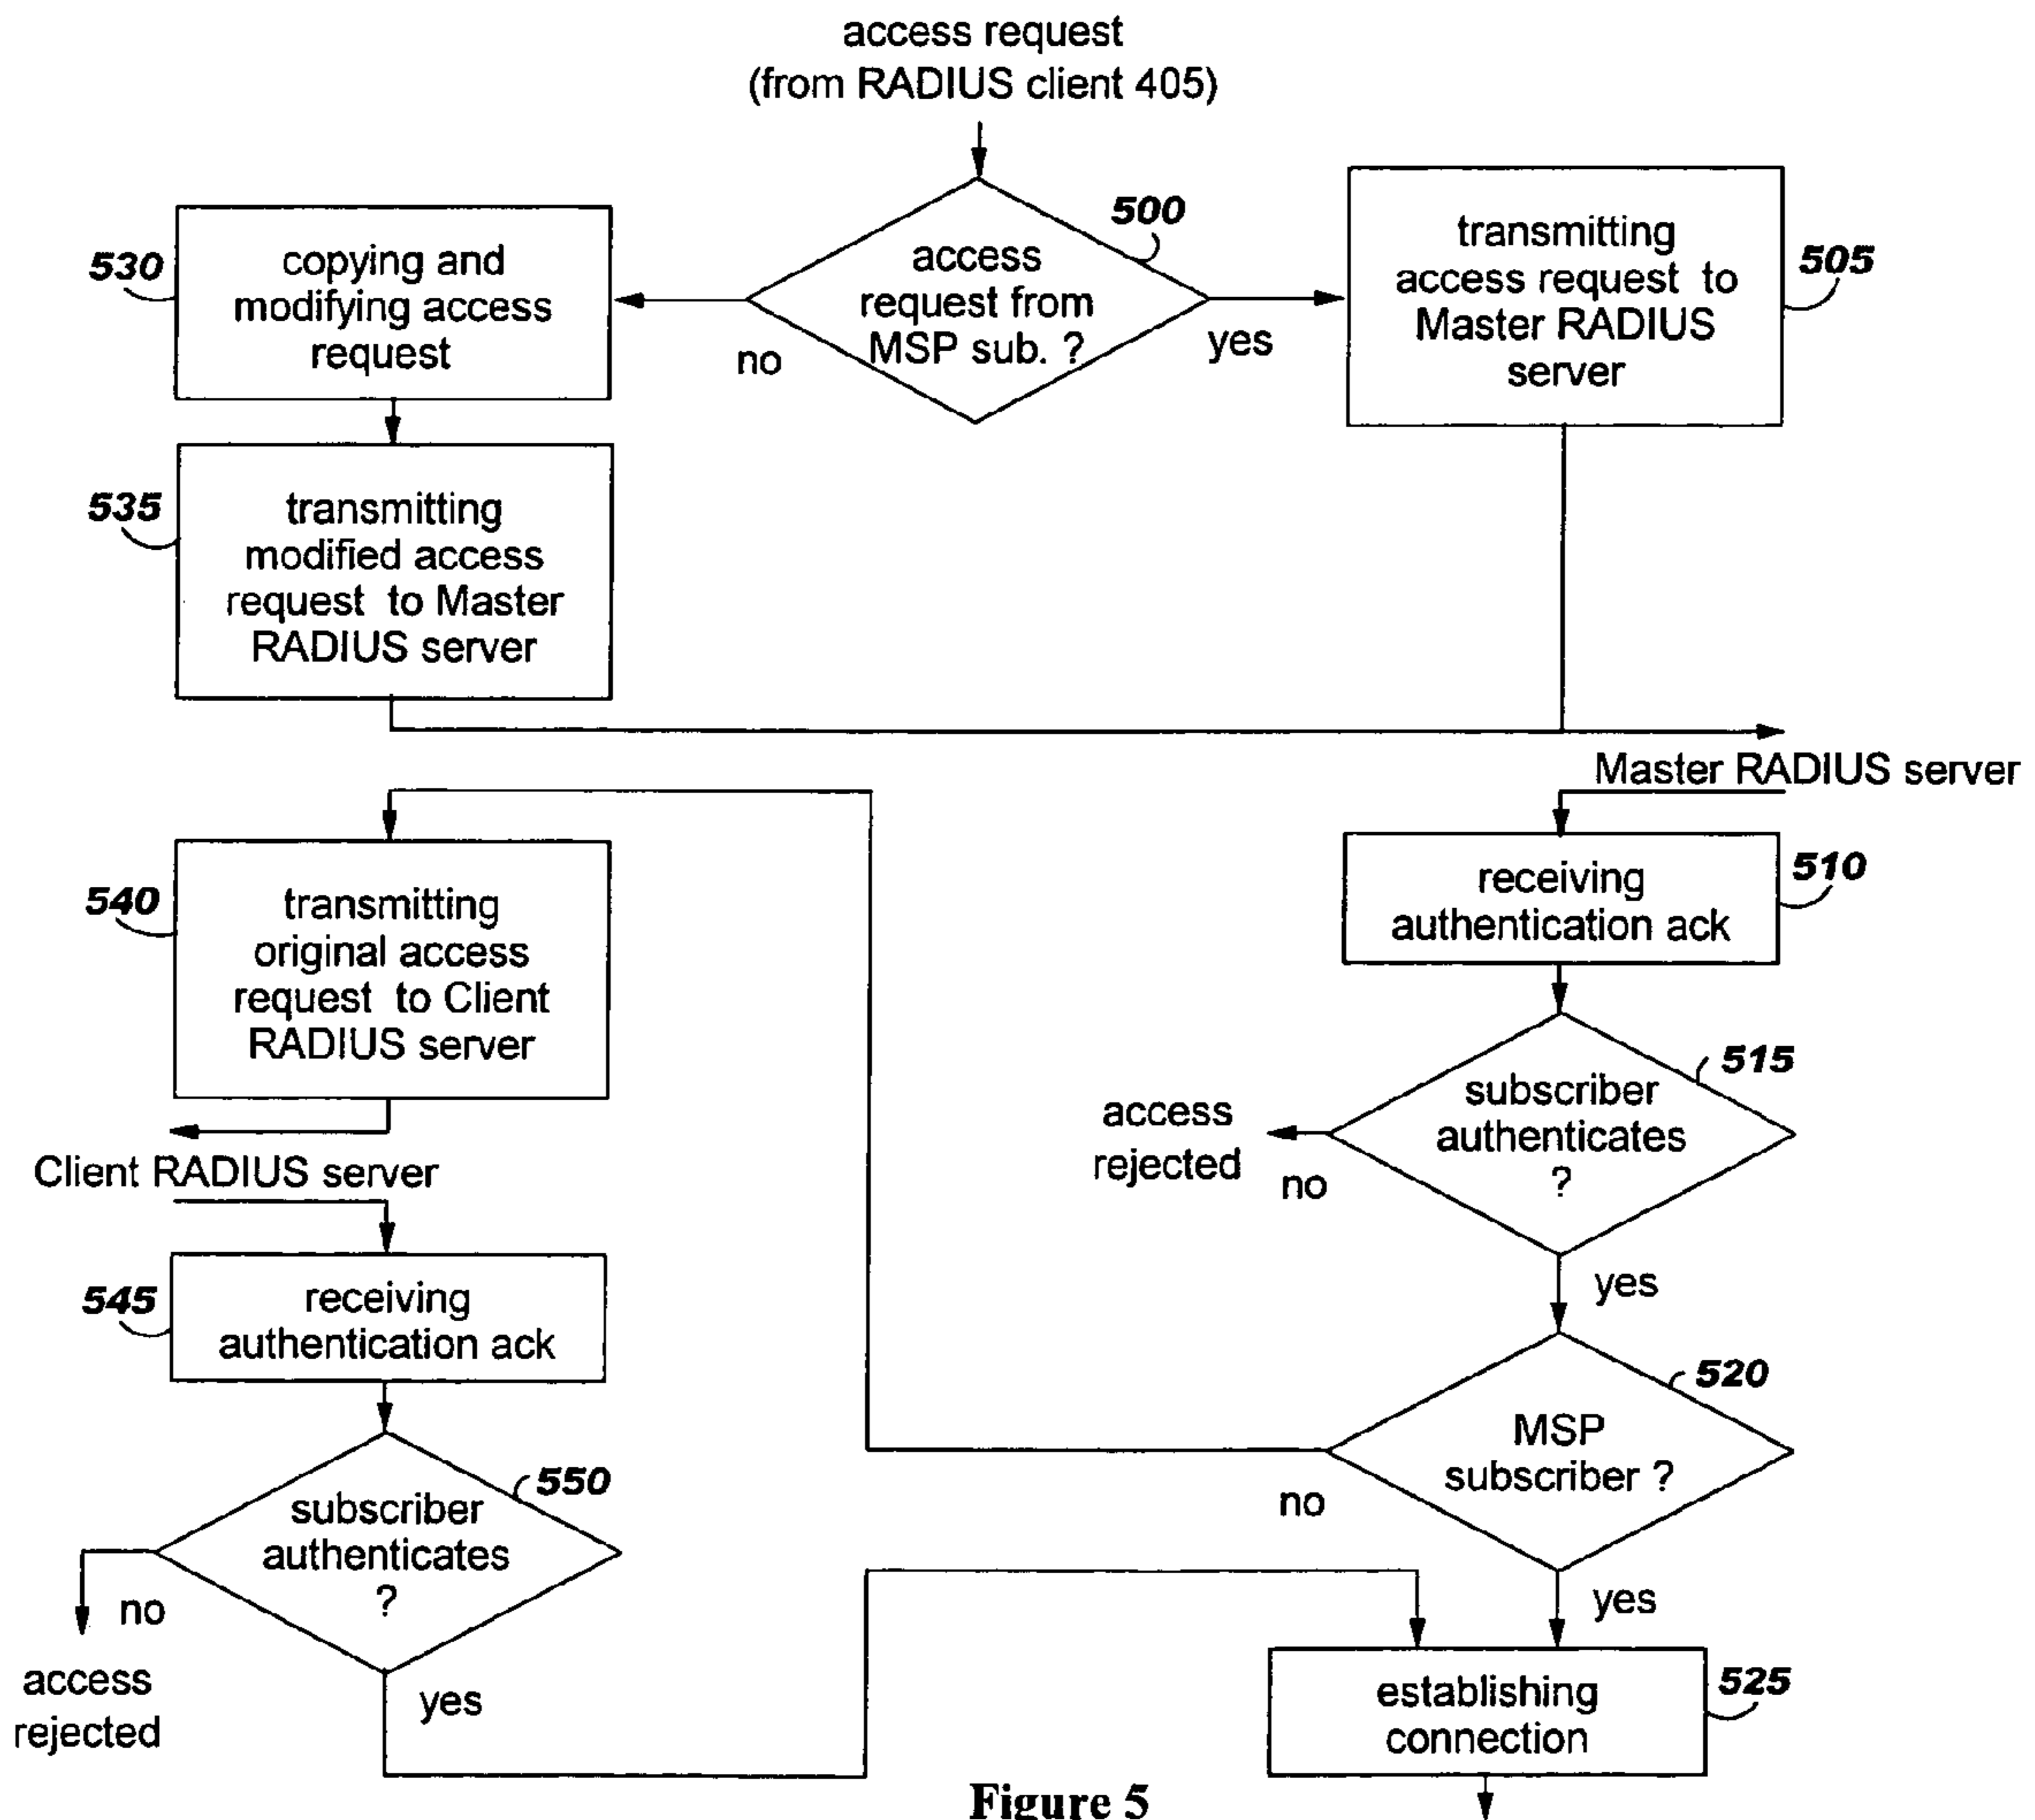 access request
(from RADIUS client 405)
500
access
request from
MSP sub. ?
no
yes
530
copying and
modifying access
request
transmitting
access request to
Master RADIUS
server
505
535
transmitting
modified access
request to Master
RADIUS server
Master RADIUS server
540
transmitting
original access
request to Client
RADIUS server
Client RADIUS server
receiving
authentication ack
510
515
subscriber
authenticates
?
access
rejected
no
yes
520
MSP
subscriber ?
no
yes
545
receiving
authentication ack
550
subscriber
authenticates
?
no
access
rejected
yes
establishing
connection
525
Figure 5